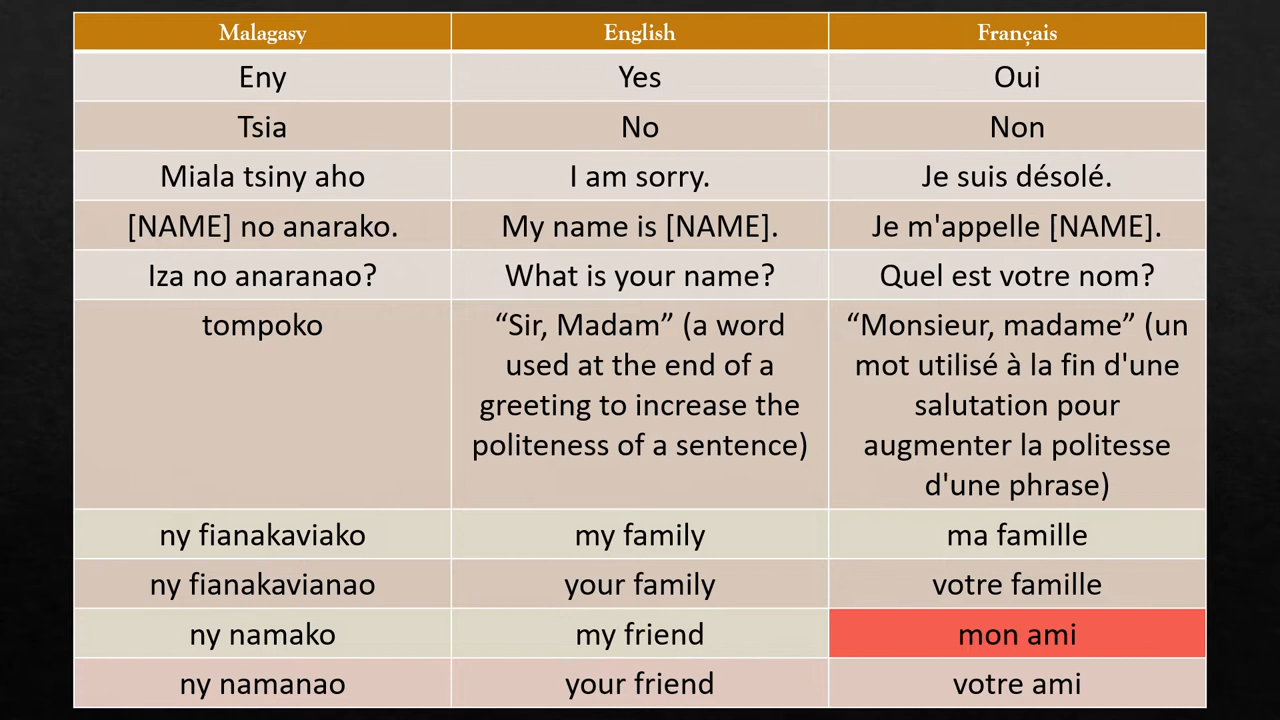 Malagasy English Français
Eny Yes Oui
Tsia No Non
Miala tsiny aho I am sorry. Je suis désolé.
[NAME] no anarako. My name is [NAME]. Je m'appelle [NAME].
Iza no anaranao? What is your name? Quel est votre nom?
tompoko “Sir, Madam” (a word “Monsieur, madame” (un
used at the end of a mot utilisé à la fin d'une
greeting to increase the salutation pour
politeness of a sentence) augmenter la politesse
d'une phrase)
ny fianakaviako my family ma famille
ny fianakavianao your family votre famille
ny namako my friend mon ami
ny namanao your friend votre ami